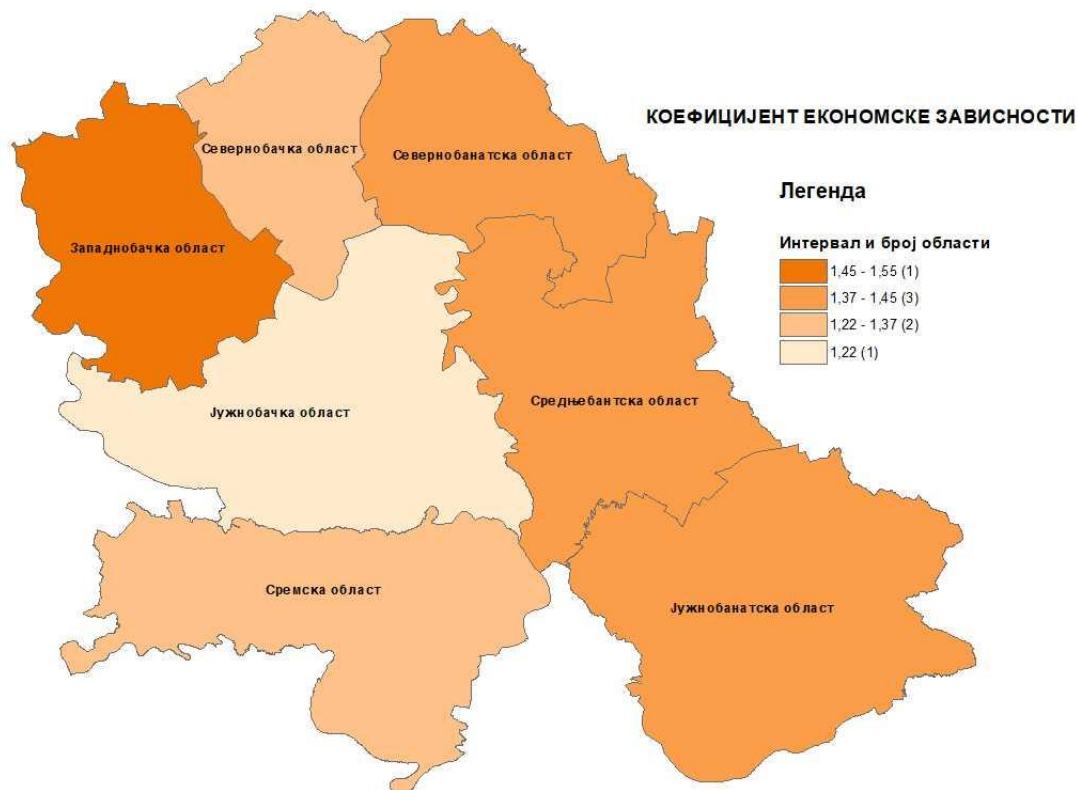 КОЕФИЦИЈЕНТ ЕКОНОМСКЕ ЗАВИСНОСТИ
Севернобачка област
Севернобанатска област
Легенда
Западнобачка област
Интервал и број области
1,45 - 1,55 (1)
1,37 - 1,45 (3)
1,22 - 1,37 (2)
1,22 (1)
Јужнобачка област
Средњебантска област
Сремска област
Јужнобанатска област